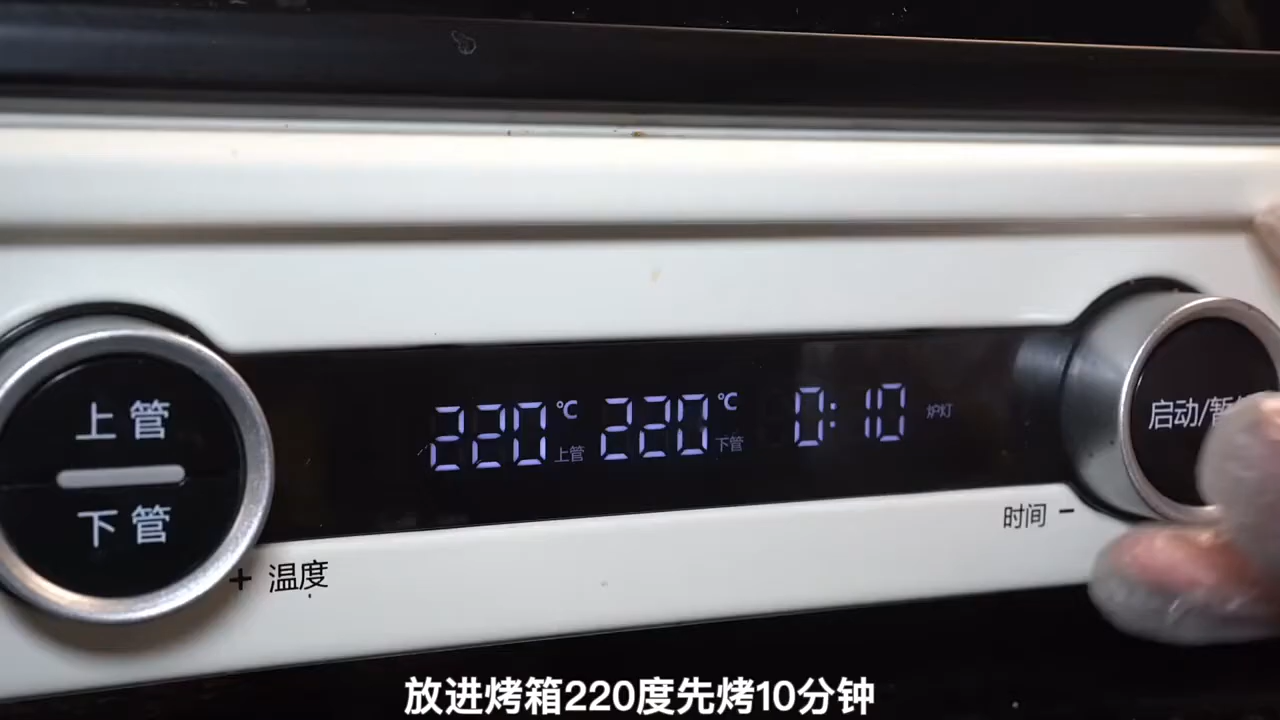 上管
下管
+ 温度
220℃ 上管 220℃ 下管 0:10 炉灯
启动/暂
时间 −
放进烤箱220度先烤10分钟